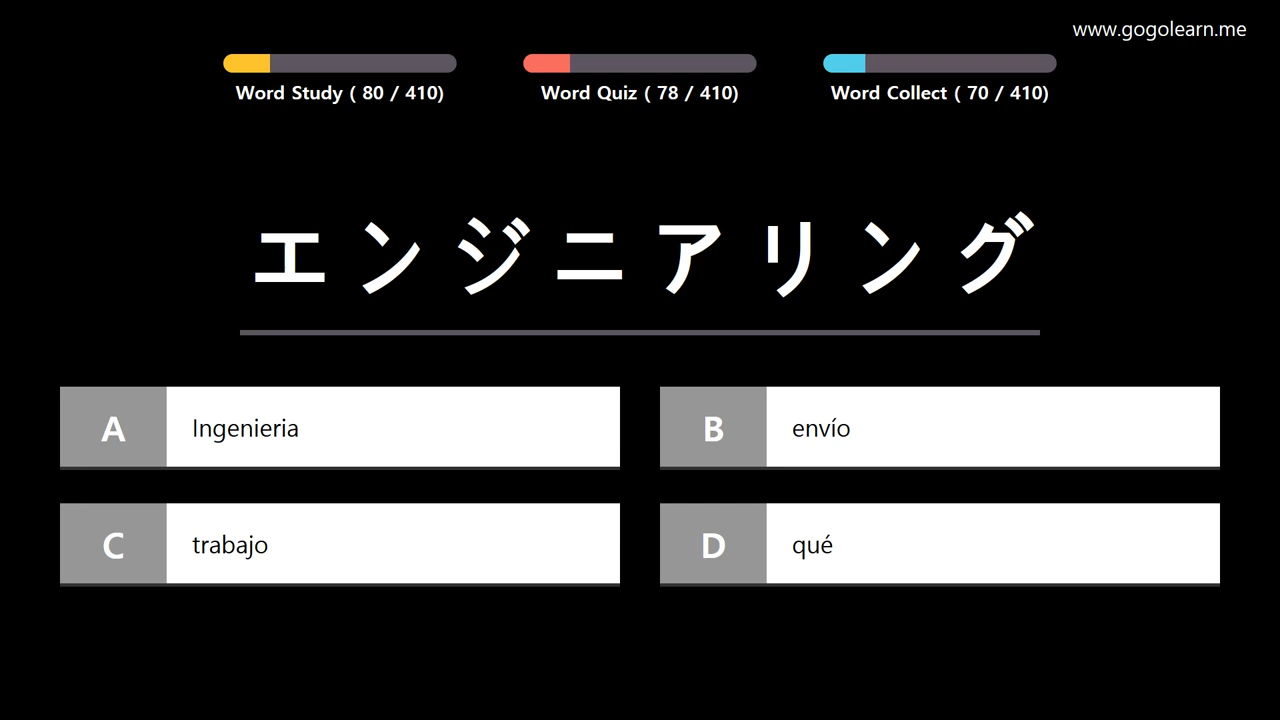 www.gogolearn.me
Word Study ( 80 / 410)
Word Quiz ( 78 / 410)
Word Collect ( 70 / 410)
エンジニアリング
A Ingenieria
B envío
C trabajo
D qué